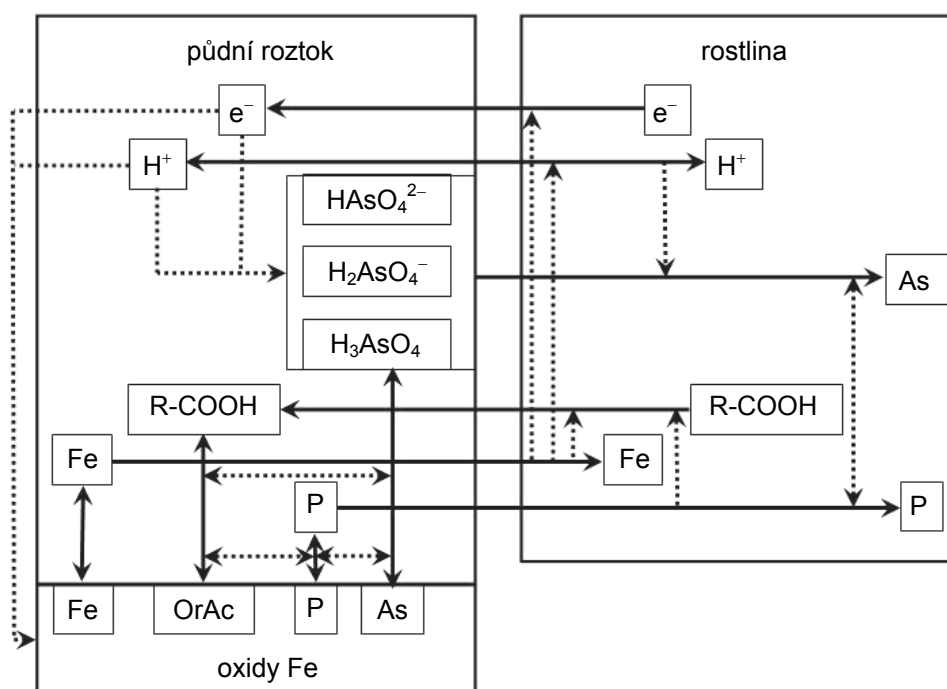 půdní roztok
rostlina
e⁻
e⁻
H⁺
H⁺
HAsO₄²⁻
H₂AsO₄⁻
As
H₃AsO₄
R-COOH
R-COOH
Fe
Fe
P
P
Fe
OrAc
P
As
oxidy Fe